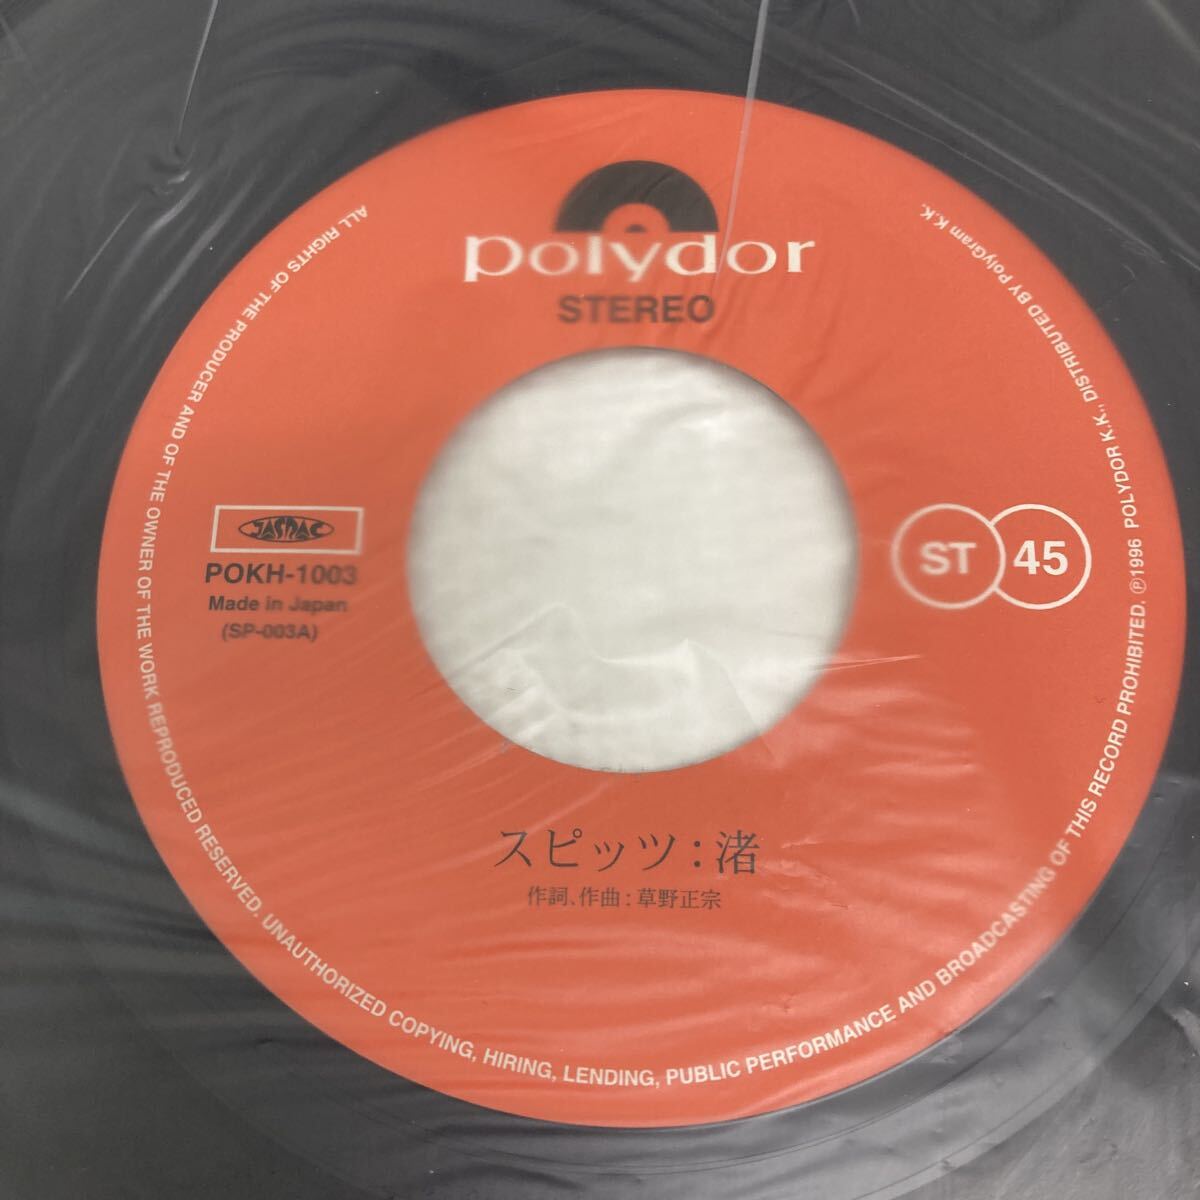 polydor
STEREO
JASRAC
POKH-1003
Made in Japan
(SP-003A)
ST 45
スピッツ：渚
作詞、作曲：草野正宗
ALL RIGHTS OF THE PRODUCER AND OF THE OWNER OF THE WORK REPRODUCED RESERVED. UNAUTHORIZED COPYING, HIRING, LENDING, PUBLIC PERFORMANCE AND BROADCASTING OF THIS RECORD PROHIBITED. ℗1996 POLYDOR K.K., DISTRIBUTED BY PolyGram K.K.